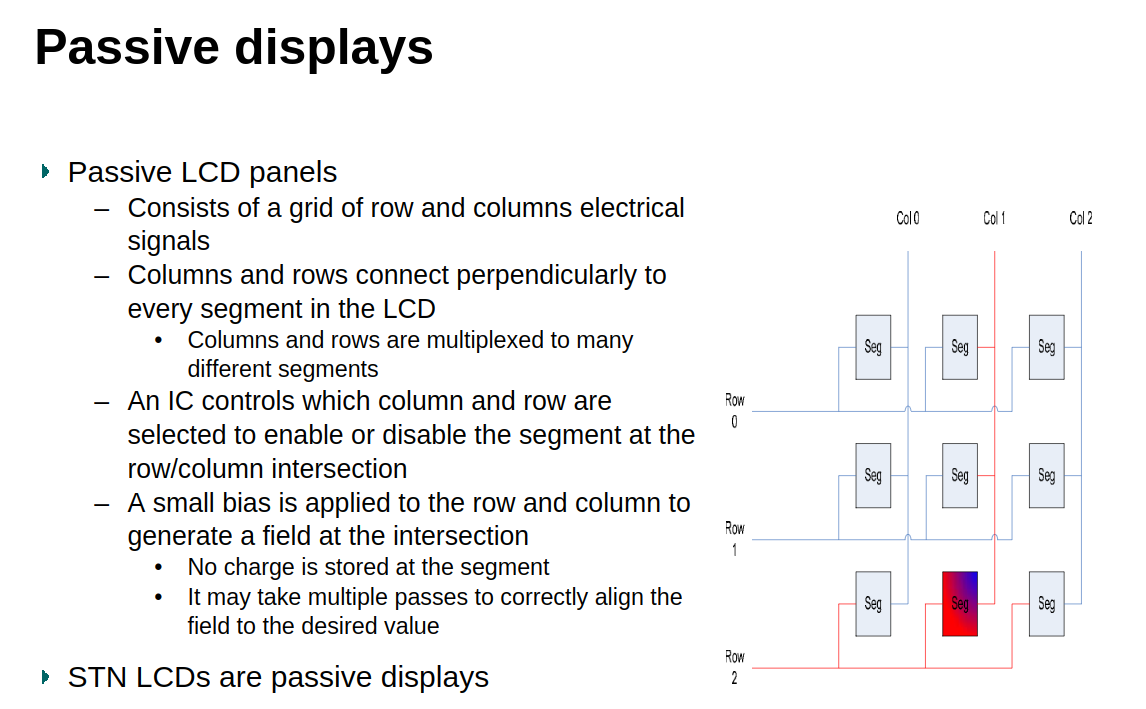 Passive displays
Passive LCD panels
– Consists of a grid of row and columns electrical
signals
– Columns and rows connect perpendicularly to
every segment in the LCD
• Columns and rows are multiplexed to many
different segments
– An IC controls which column and row are
selected to enable or disable the segment at the
row/column intersection
– A small bias is applied to the row and column to
generate a field at the intersection
• No charge is stored at the segment
• It may take multiple passes to correctly align the
field to the desired value
STN LCDs are passive displays
Col 0 Col 1 Col 2
Seg Seg Seg
Row
0
Seg Seg Seg
Row
1
Seg Seg Seg
Row
2